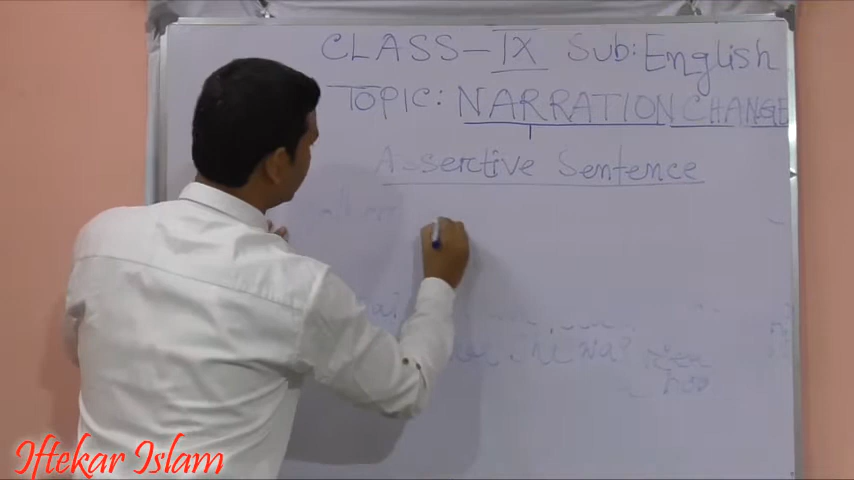 CLASS-IX Sub: English
TOPIC: NARRATION CHANGE
Assertive Sentence
Iftekar Islam